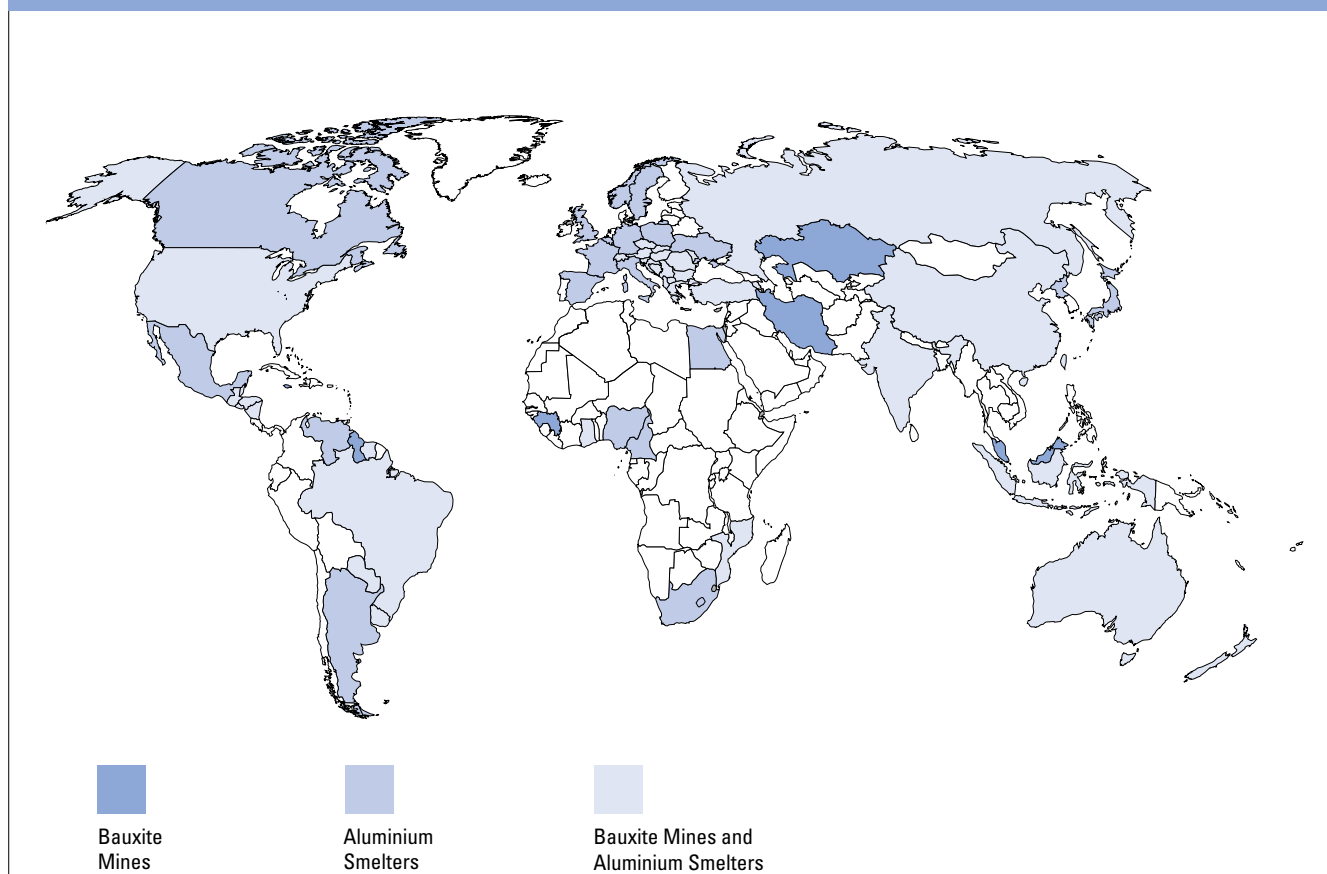 Bauxite
Mines
Aluminium
Smelters
Bauxite Mines and
Aluminium Smelters